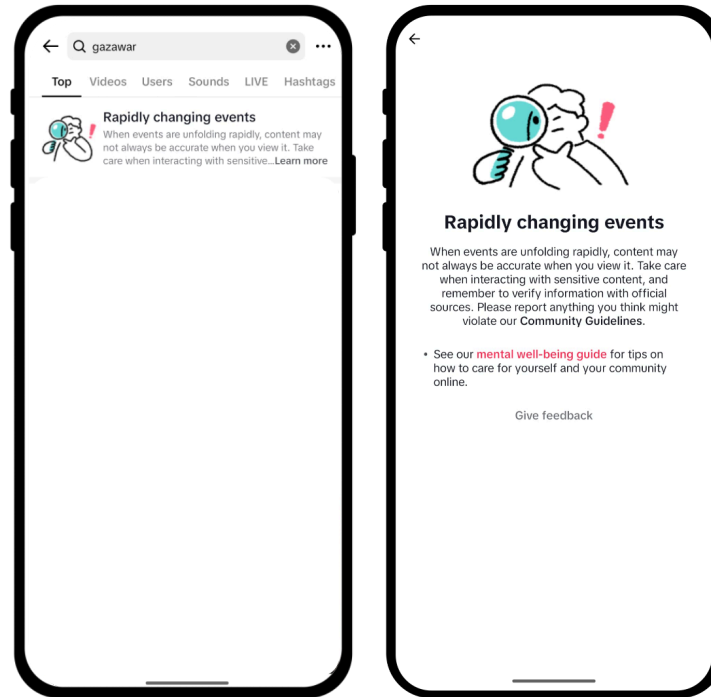 gazawar
Top Videos Users Sounds LIVE Hashtags
Rapidly changing events
When events are unfolding rapidly, content may
not always be accurate when you view it. Take
care when interacting with sensitive...Learn more
Rapidly changing events
When events are unfolding rapidly, content may
not always be accurate when you view it. Take care
when interacting with sensitive content, and
remember to verify information with official
sources. Please report anything you think might
violate our Community Guidelines.
• See our mental well-being guide for tips on
how to care for yourself and your community
online.
Give feedback